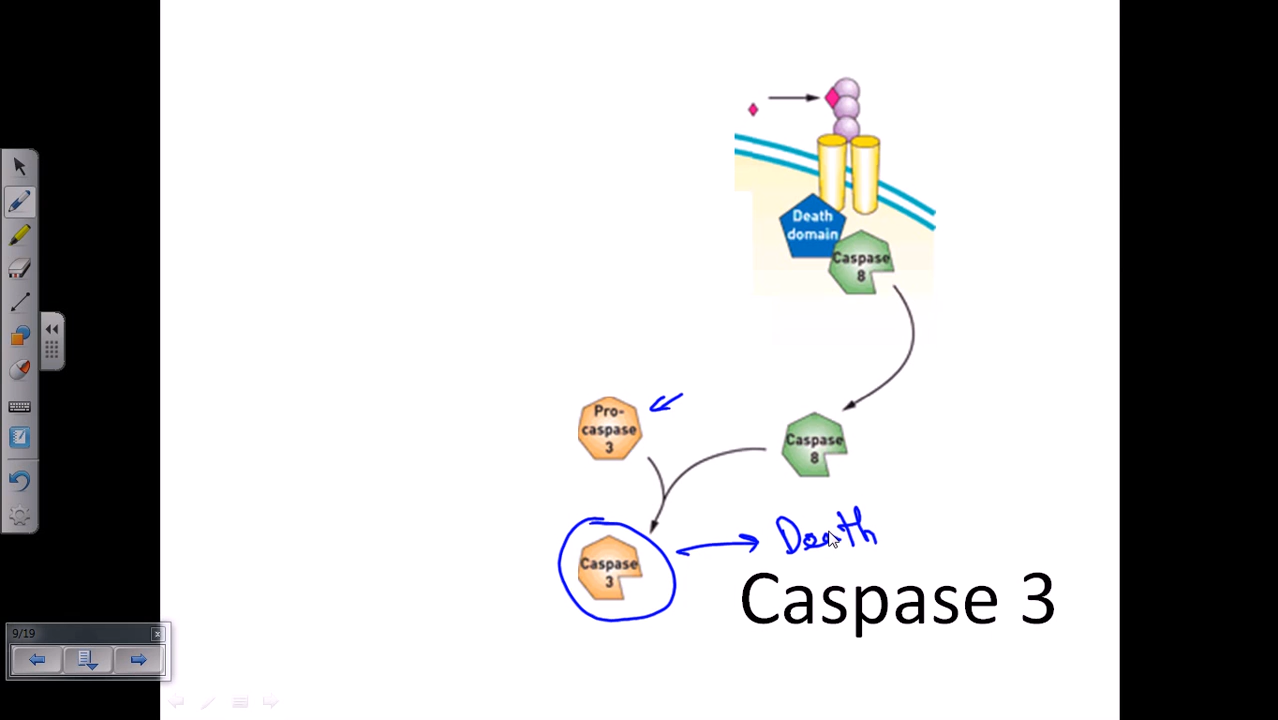 Death
domain
Caspase
8
Pro-
caspase
3
Caspase
8
Caspase
3
Death
Caspase 3
9/19